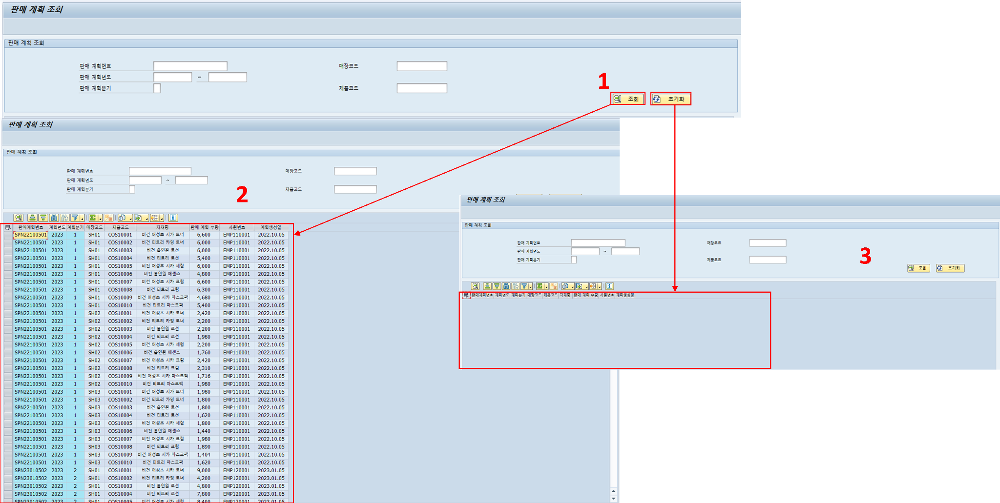 판매 계획 조회
판매 계획 조회
판매 계획번호
매장코드
판매 계획년도 ~
판매 계획분기
제품코드
1
조회 초기화
판매 계획 조회
판매 계획 조회
판매 계획번호
매장코드
판매 계획년도 ~
판매 계획분기
제품코드
2
판매계획번호 계획년도 계획분기 매장코드 제품코드 자재명 판매 계획 수량 사원번호 계획생성일
SPN22100501 2023 1 SH01 COS10001 비건 어성초 시카 토너 6,600 EMP110001 2022.10.05
SPN22100501 2023 1 SH01 COS10002 비건 티트리 카밍 토너 6,000 EMP110001 2022.10.05
SPN22100501 2023 1 SH01 COS10003 비건 올인원 로션 6,000 EMP110001 2022.10.05
SPN22100501 2023 1 SH01 COS10004 비건 티트리 로션 5,400 EMP110001 2022.10.05
SPN22100501 2023 1 SH01 COS10005 비건 어성초 시카 세럼 6,000 EMP110001 2022.10.05
SPN22100501 2023 1 SH01 COS10006 비건 올인원 에센스 4,800 EMP110001 2022.10.05
SPN22100501 2023 1 SH01 COS10007 비건 어성초 시카 크림 6,600 EMP110001 2022.10.05
SPN22100501 2023 1 SH01 COS10008 비건 티트리 크림 6,300 EMP110001 2022.10.05
SPN22100501 2023 1 SH01 COS10009 비건 어성초 시카 마스크팩 4,680 EMP110001 2022.10.05
SPN22100501 2023 1 SH01 COS10010 비건 티트리 마스크팩 5,400 EMP110001 2022.10.05
SPN22100501 2023 1 SH02 COS10001 비건 어성초 시카 토너 2,420 EMP110001 2022.10.05
SPN22100501 2023 1 SH02 COS10002 비건 티트리 카밍 토너 2,200 EMP110001 2022.10.05
SPN22100501 2023 1 SH02 COS10003 비건 올인원 로션 2,200 EMP110001 2022.10.05
SPN22100501 2023 1 SH02 COS10004 비건 티트리 로션 1,980 EMP110001 2022.10.05
SPN22100501 2023 1 SH02 COS10005 비건 어성초 시카 세럼 2,200 EMP110001 2022.10.05
SPN22100501 2023 1 SH02 COS10006 비건 올인원 에센스 1,760 EMP110001 2022.10.05
SPN22100501 2023 1 SH02 COS10007 비건 어성초 시카 크림 2,420 EMP110001 2022.10.05
SPN22100501 2023 1 SH02 COS10008 비건 티트리 크림 2,310 EMP110001 2022.10.05
SPN22100501 2023 1 SH02 COS10009 비건 어성초 시카 마스크팩 1,716 EMP110001 2022.10.05
SPN22100501 2023 1 SH02 COS10010 비건 티트리 마스크팩 1,980 EMP110001 2022.10.05
SPN22100501 2023 1 SH03 COS10001 비건 어성초 시카 토너 1,980 EMP110001 2022.10.05
SPN22100501 2023 1 SH03 COS10002 비건 티트리 카밍 토너 1,800 EMP110001 2022.10.05
SPN22100501 2023 1 SH03 COS10003 비건 올인원 로션 1,800 EMP110001 2022.10.05
SPN22100501 2023 1 SH03 COS10004 비건 티트리 로션 1,620 EMP110001 2022.10.05
SPN22100501 2023 1 SH03 COS10005 비건 어성초 시카 세럼 1,800 EMP110001 2022.10.05
SPN22100501 2023 1 SH03 COS10006 비건 올인원 에센스 1,440 EMP110001 2022.10.05
SPN22100501 2023 1 SH03 COS10007 비건 어성초 시카 크림 1,980 EMP110001 2022.10.05
SPN22100501 2023 1 SH03 COS10008 비건 티트리 크림 1,890 EMP110001 2022.10.05
SPN22100501 2023 1 SH03 COS10009 비건 어성초 시카 마스크팩 1,404 EMP110001 2022.10.05
SPN22100501 2023 1 SH03 COS10010 비건 티트리 마스크팩 1,620 EMP110001 2022.10.05
SPN23010502 2023 2 SH01 COS10001 비건 어성초 시카 토너 9,000 EMP120001 2023.01.05
SPN23010502 2023 2 SH01 COS10002 비건 티트리 카밍 토너 4,200 EMP120001 2023.01.05
SPN23010502 2023 2 SH01 COS10003 비건 올인원 로션 4,800 EMP120001 2023.01.05
SPN23010502 2023 2 SH01 COS10004 비건 티트리 로션 7,800 EMP120001 2023.01.05
SPN23010502 2023 2 SH01 COS10005 비건 어성초 시카 세럼 8,400 EMP120001 2023.01.05
판매 계획 조회
판매 계획 조회
판매 계획번호
매장코드
판매 계획년도 ~
판매 계획분기
제품코드
3
조회 초기화
판매계획번호 계획년도 계획분기 매장코드 제품코드 자재명 판매 계획 수량 사원번호 계획생성일